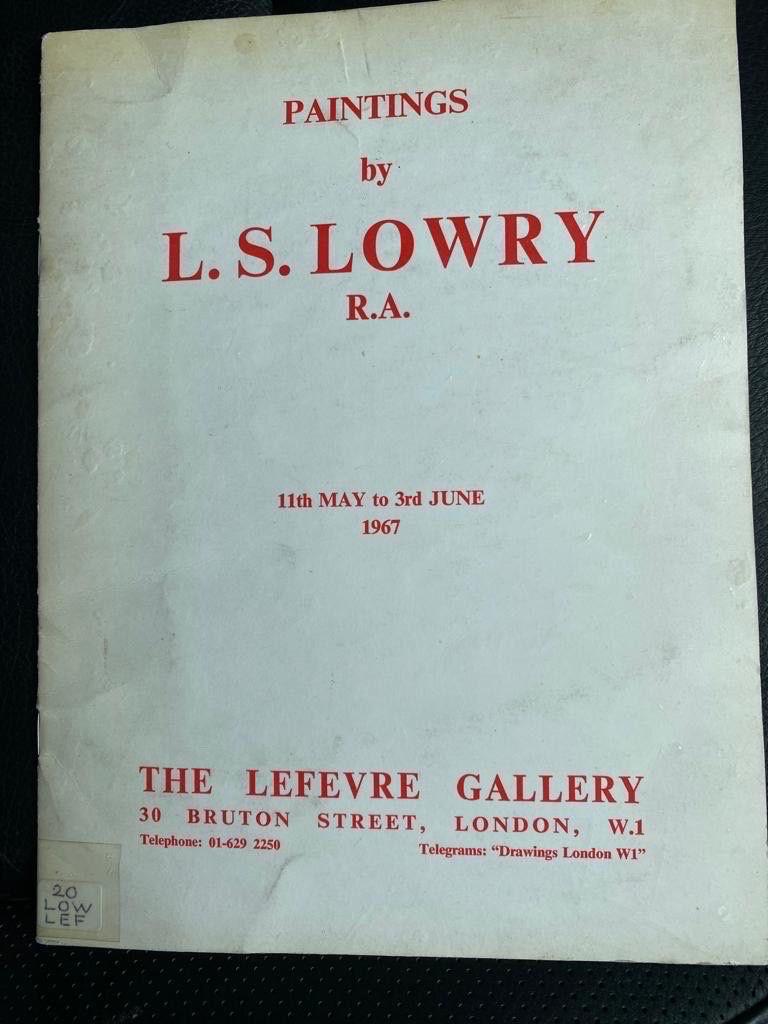 PAINTINGS
by
L. S. LOWRY
R.A.
11th MAY to 3rd JUNE
1967
THE LEFEVRE GALLERY
30 BRUTON STREET, LONDON, W.1
Telephone: 01-629 2250 Telegrams: “Drawings London W1”
20
LOW
LEF